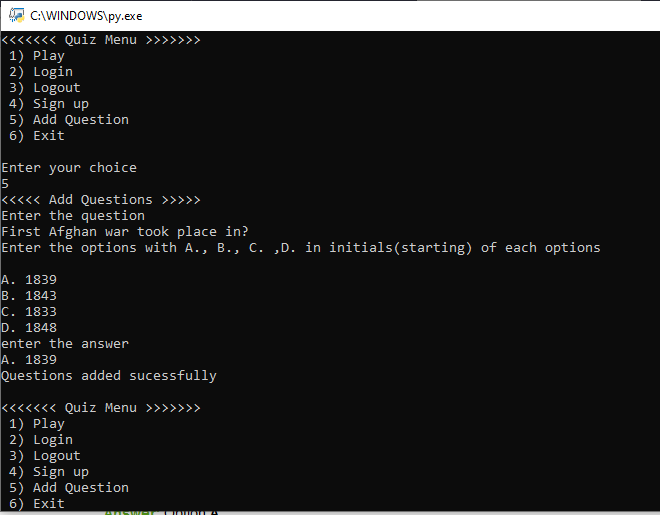 C:\WINDOWS\py.exe
<<<<<<< Quiz Menu >>>>>>>
1) Play
2) Login
3) Logout
4) Sign up
5) Add Question
6) Exit
Enter your choice
5
<<<<< Add Questions >>>>>
Enter the question
First Afghan war took place in?
Enter the options with A., B., C. ,D. in initials(starting) of each options
A. 1839
B. 1843
C. 1833
D. 1848
enter the answer
A. 1839
Questions added sucessfully
<<<<<<< Quiz Menu >>>>>>>
1) Play
2) Login
3) Logout
4) Sign up
5) Add Question
6) Exit